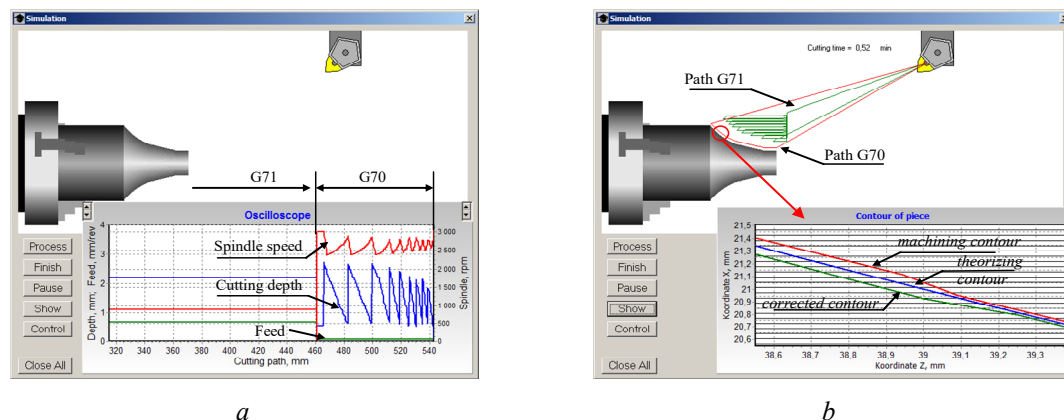 Simulation
G71
G70
Oscilloscope
Depth, mm; Feed, mm/rev
4
3
2
1
0
Spindle speed
Cutting depth
Feed
3 000
2 500
2 000
1 500
1 000
500
0
Spindle, rpm
320 340 360 380 400 420 440 460 480 500 520 540
Cutting path, mm
Process
Finish
Pause
Show
Control
Close All
a
Simulation
Cutting time = 0,52 min
Path G71
Path G70
Contour of piece
Koordinate X, mm
21,5
21,4
21,3
21,2
21,1
21
20,9
20,8
20,7
20,6
machining contour
theorizing
contour
corrected contour
38.6 38.7 38.8 38.9 39 39.1 39.2 39.3
Koordinate Z, mm
Process
Finish
Pause
Show
Control
Close All
b